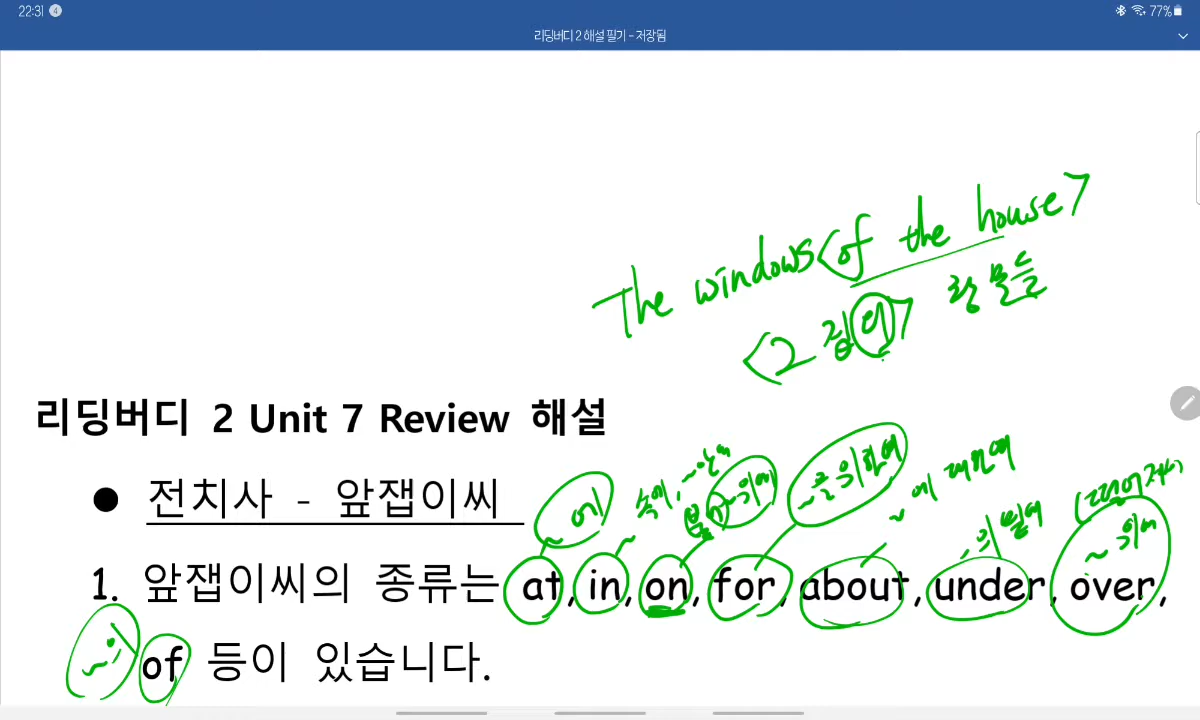 22:31 4 77%
리딩버디 2 해설 필기 - 저장됨
The windows <of the house>
<그 집의> 창문들
리딩버디 2 Unit 7 Review 해설
● 전치사 - 앞잽이씨
~에 속에, ~안에 붙어 ~위에 ~를 위하여 ~에 대하여 ~의 밑에 (떨어져서) ~위에
1. 앞잽이씨의 종류는 at, in, on, for, about, under, over,
~의 of 등이 있습니다.